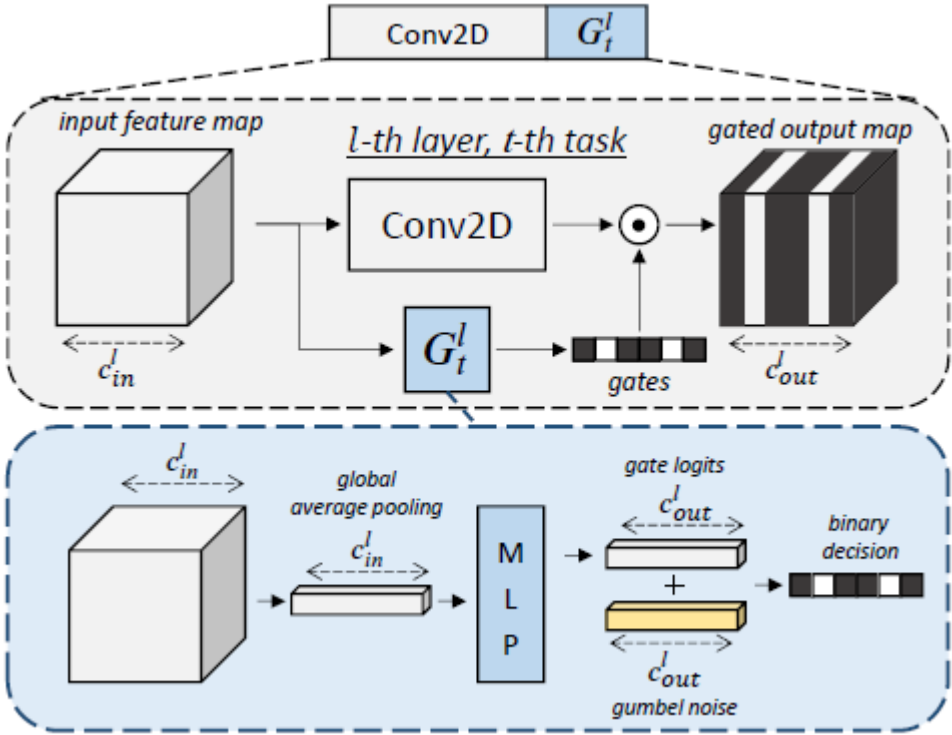 Conv2D G_t^l
input feature map
l-th layer, t-th task
gated output map
Conv2D
G_t^l
gates
c_in^l
c_out^l
c_in^l
global
average pooling
c_in^l
M
L
P
gate logits
c_out^l
+
c_out^l
gumbel noise
binary
decision